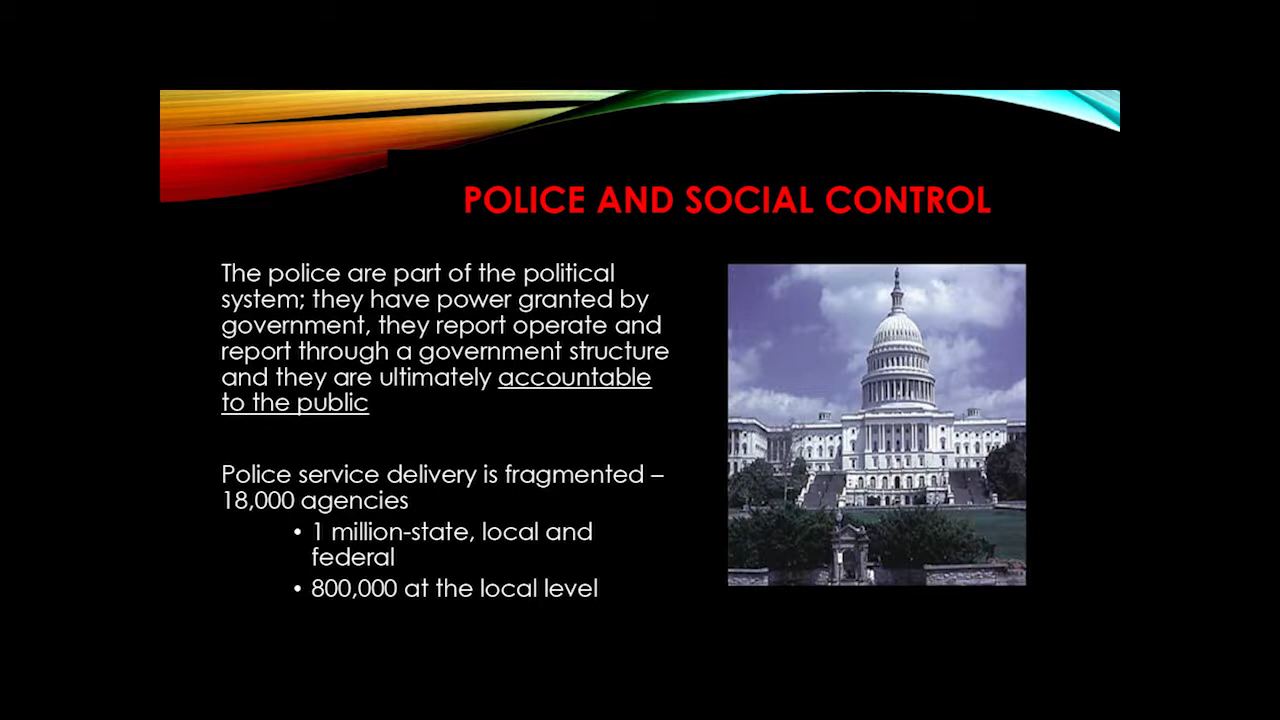 POLICE AND SOCIAL CONTROL
The police are part of the political
system; they have power granted by
government, they report operate and
report through a government structure
and they are ultimately accountable
to the public
Police service delivery is fragmented –
18,000 agencies
• 1 million-state, local and
federal
• 800,000 at the local level